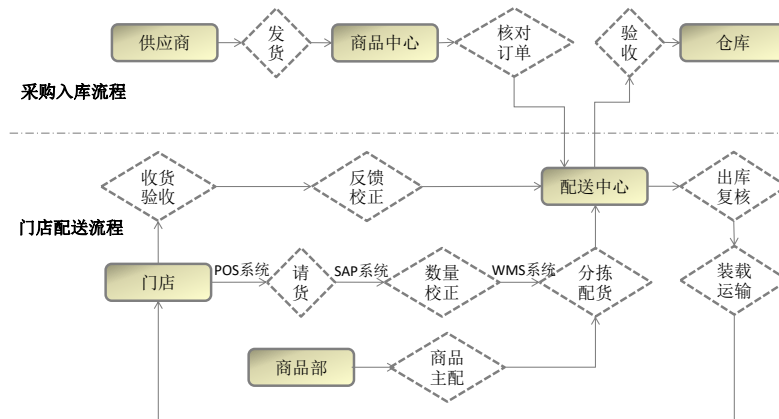 供应商
发
货
商品中心
核对
订单
验
收
仓库
采购入库流程
收货
验收
反馈
校正
配送中心
出库
复核
门店配送流程
门店
POS系统
请
货
SAP系统
数量
校正
WMS系统
分拣
配货
装载
运输
商品部
商品
主配